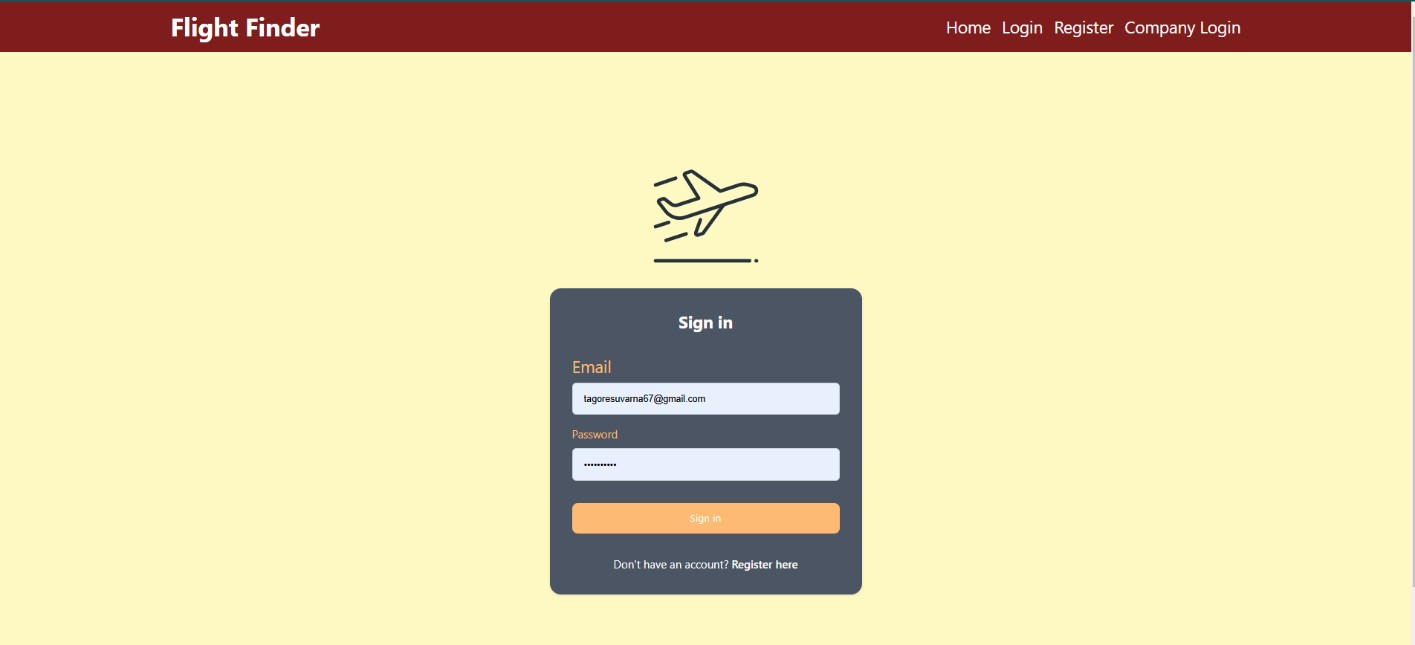 Flight Finder
Home Login Register Company Login
Sign in
Email
tagoresuvarna67@gmail.com
Password
••••••••••
Sign in
Don't have an account? Register here